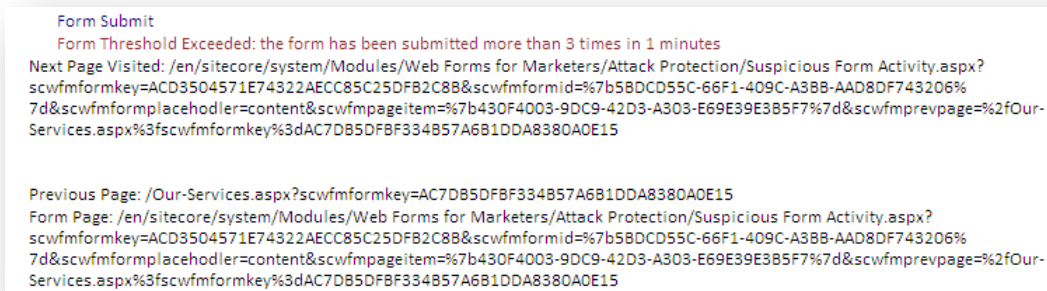 Form Submit
Form Threshold Exceeded: the form has been submitted more than 3 times in 1 minutes
Next Page Visited: /en/sitecore/system/Modules/Web Forms for Marketers/Attack Protection/Suspicious Form Activity.aspx?
scwfmformkey=ACD3504571E74322AECC85C25DFB2C8B&scwfmformid=%7b5BDCD55C-66F1-409C-A3BB-AAD8DF743206%
7d&scwfmformplacehodler=content&scwfmpageitem=%7b430F4003-9DC9-42D3-A303-E69E39E3B5F7%7d&scwfmprevpage=%2fOur-
Services.aspx%3fscwfmformkey%3dAC7DB5DFBF334B57A6B1DDA8380A0E15
Previous Page: /Our-Services.aspx?scwfmformkey=AC7DB5DFBF334B57A6B1DDA8380A0E15
Form Page: /en/sitecore/system/Modules/Web Forms for Marketers/Attack Protection/Suspicious Form Activity.aspx?
scwfmformkey=ACD3504571E74322AECC85C25DFB2C8B&scwfmformid=%7b5BDCD55C-66F1-409C-A3BB-AAD8DF743206%
7d&scwfmformplacehodler=content&scwfmpageitem=%7b430F4003-9DC9-42D3-A303-E69E39E3B5F7%7d&scwfmprevpage=%2fOur-
Services.aspx%3fscwfmformkey%3dAC7DB5DFBF334B57A6B1DDA8380A0E15